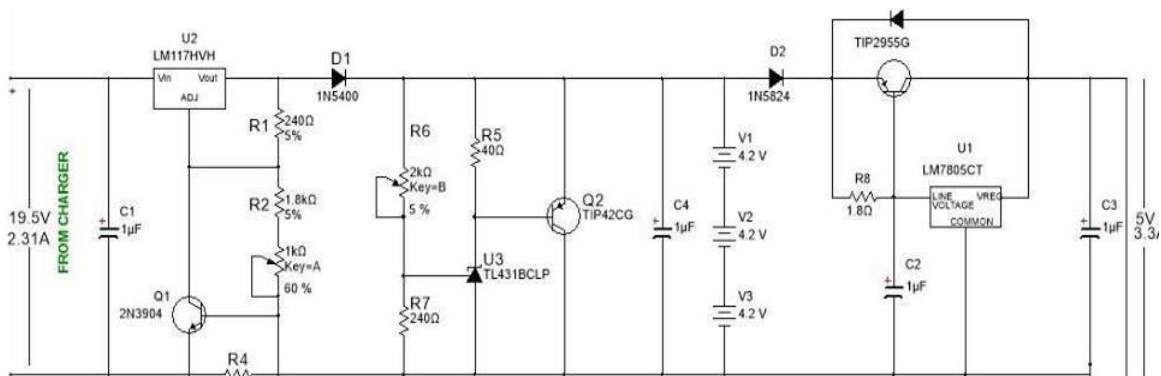 U2
LM117HVH
Vin
Vout
ADJ
D1
1N5400
D2
1N5824
TIP2955G
+
19.5V
2.31A
FROM CHARGER
+
C1
1µF
R1
240Ω
5%
R2
1.8kΩ
5%
1kΩ
Key=A
60 %
Q1
2N3904
R4
R6
2kΩ
Key=B
5 %
R7
240Ω
R5
40Ω
U3
TL431BCLP
Q2
TIP42CG
+
C4
1µF
V1
4.2 V
V2
4.2 V
V3
4.2 V
R8
1.8Ω
U1
LM7805CT
LINE
VREG
VOLTAGE
COMMON
+
C2
1µF
+
C3
1µF
5V